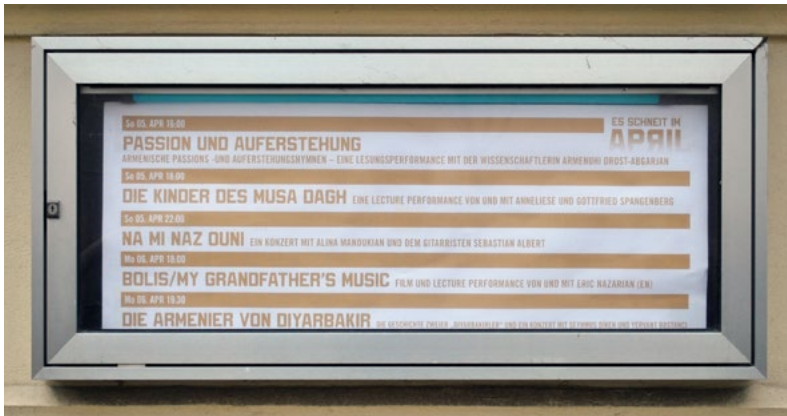 So 05. APR 16:00
ES SCHNEIT IM
APRIL
PASSION UND AUFERSTEHUNG
ARMENISCHE PASSIONS -UND AUFERSTEHUNGSHYMNEN – EINE LESUNGSPERFORMANCE MIT DER WISSENSCHAFTLERIN ARMENUHI DROST-ABGARJAN
So 05. APR 18:00
DIE KINDER DES MUSA DAGH EINE LECTURE PERFORMANCE VON UND MIT ANNELIESE UND GOTTFRIED SPANGENBERG
So 05. APR 22:00
NA MI NAZ OUNI EIN KONZERT MIT ALINA MANOUKIAN UND DEM GITARRISTEN SEBASTIAN ALBERT
Mo 06. APR 18:00
BOLIS/MY GRANDFATHER'S MUSIC FILM UND LECTURE PERFORMANCE VON UND MIT ERIC NAZARIAN (EN)
Mo 06. APR 19.30
DIE ARMENIER VON DIYARBAKIR DIE GESCHICHTE ZWEIER „DIYARBAKIRLER“ UND EIN KONZERT MIT UND